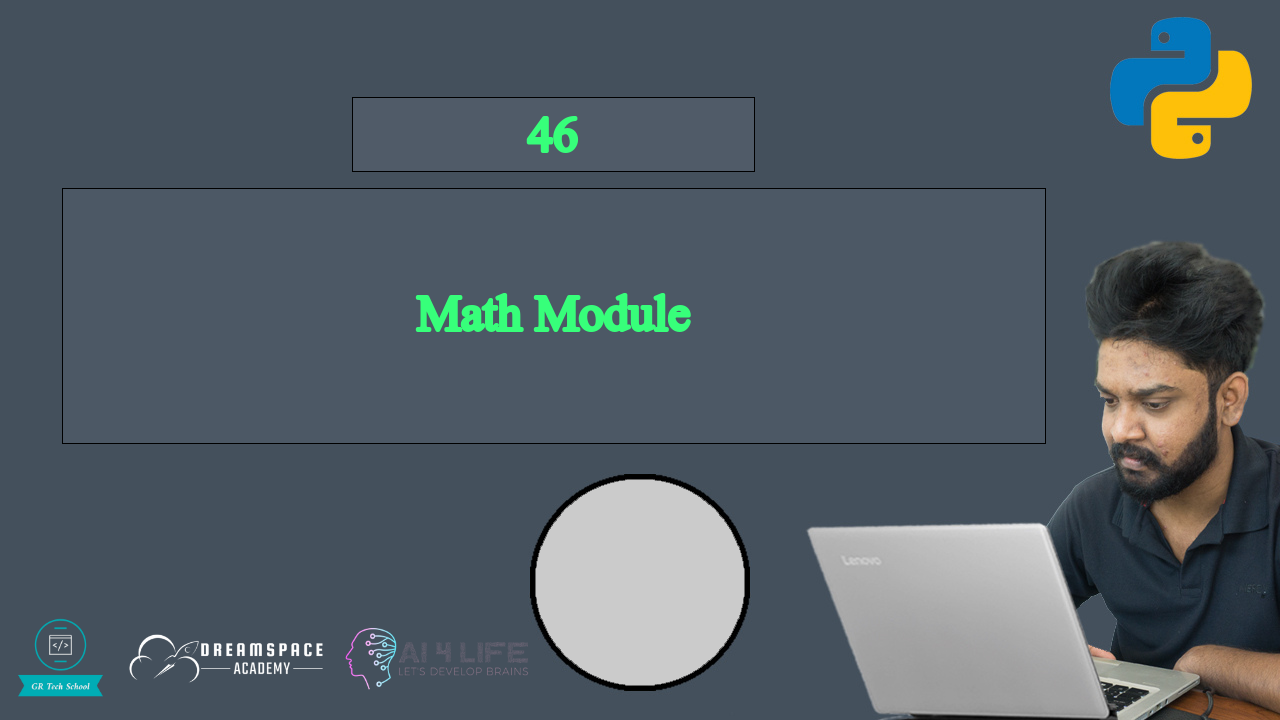 46
Math Module
Lenovo
GR Tech School
DREAMSPACE
ACADEMY
AI 4 LIFE
LET'S DEVELOP BRAINS